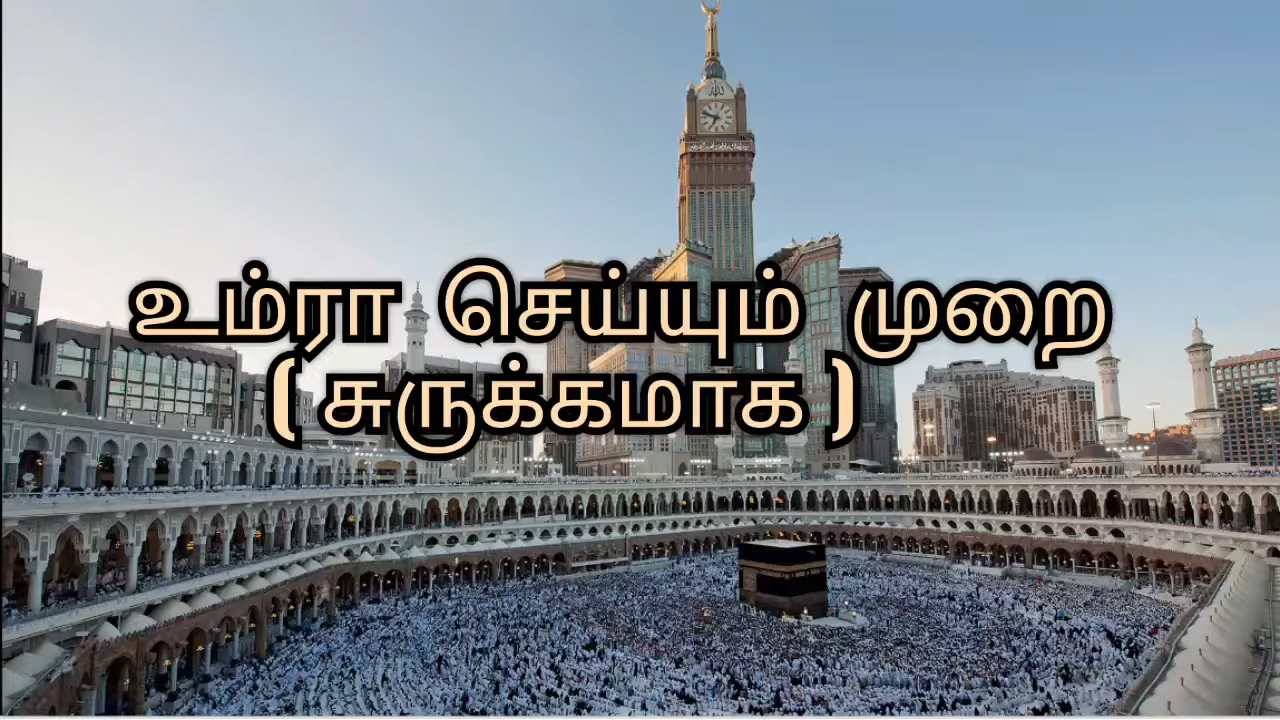 உம்ரா செய்யும் முறை
( சுருக்கமாக )